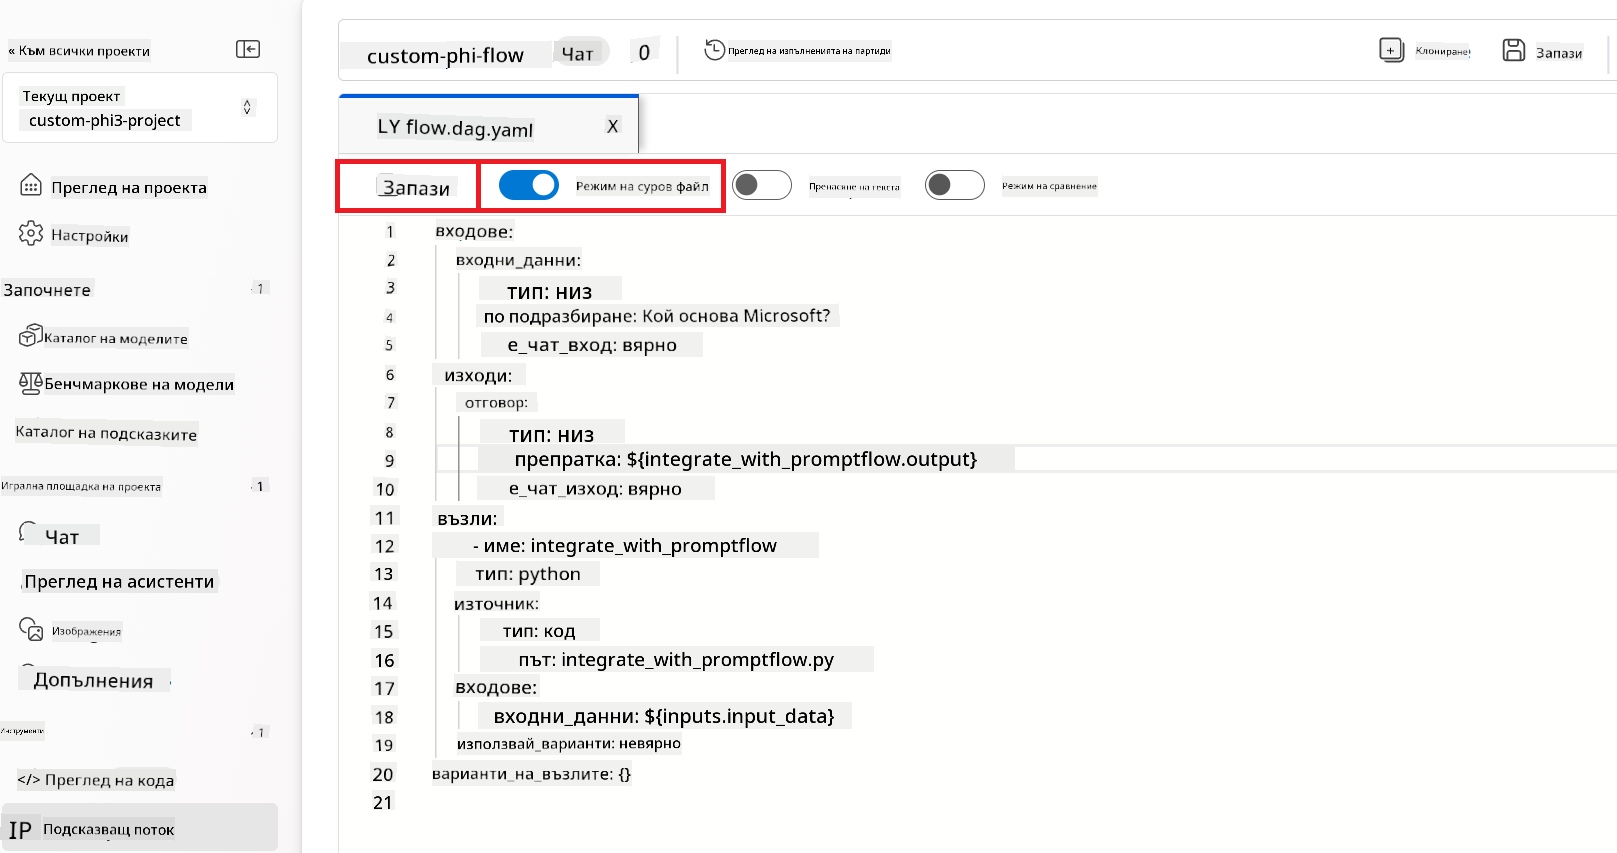 « Към всички проекти
Текущ проект
custom-phi3-project
Преглед на проекта
Настройки
Започнете
1
Каталог на моделите
Бенчмаркове на модели
Каталог на подсказките
Игрална площадка на проекта
1
Чат
Преглед на асистенти
Изображения
Допълнения
Инструменти
1
</> Преглед на кода
IP Подсказващ поток
custom-phi-flow Чат 0 Преглед на изпълненията на партиди
Клониране Запази
LY flow.dag.yaml X
Запази Режим на суров файл Пренасяне на текста Режим на сравнение
1 входове:
2 входни_данни:
3 тип: низ
4 по подразбиране: Кой основа Microsoft?
5 е_чат_вход: вярно
6 изходи:
7 отговор:
8 тип: низ
9 препратка: ${integrate_with_promptflow.output}
10 е_чат_изход: вярно
11 възли:
12 - име: integrate_with_promptflow
13 тип: python
14 източник:
15 тип: код
16 път: integrate_with_promptflow.py
17 входове:
18 входни_данни: ${inputs.input_data}
19 използвай_варианти: невярно
20 варианти_на_възлите: {}
21